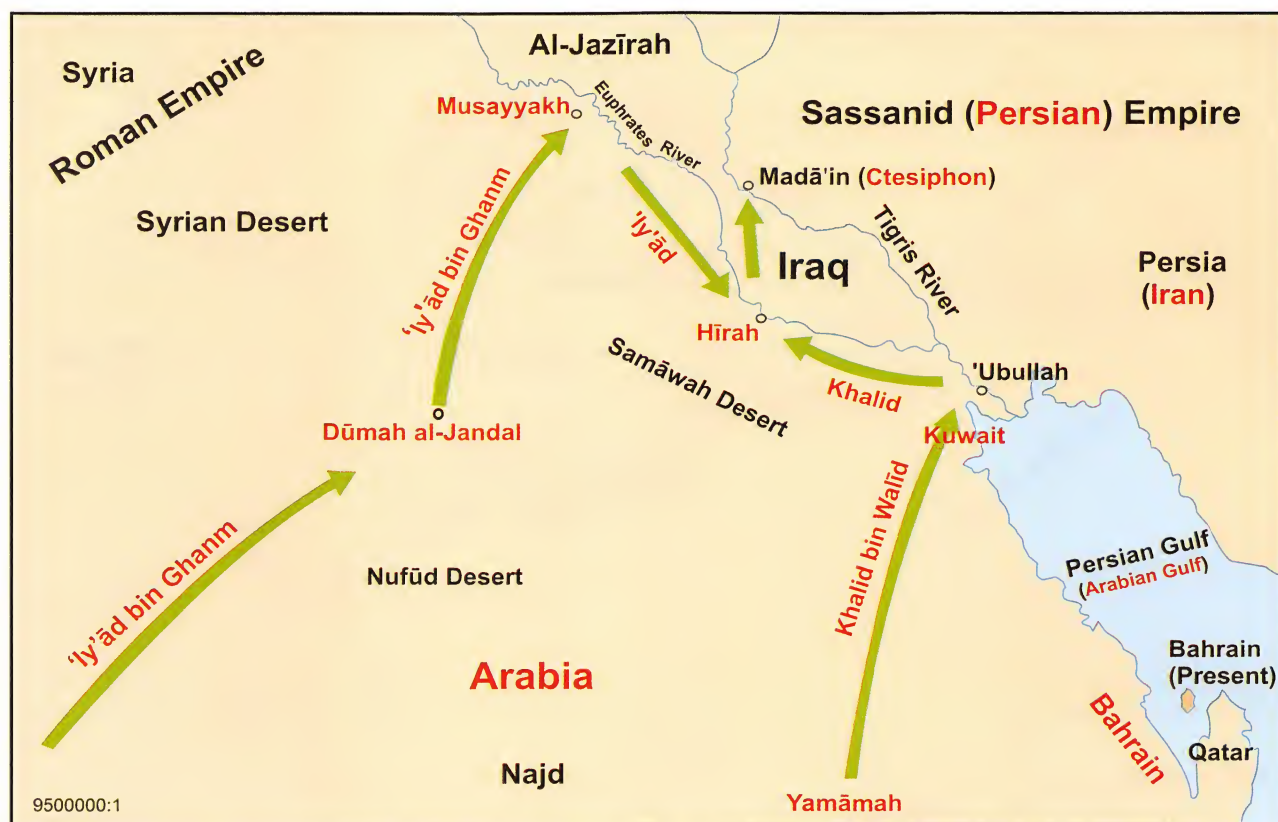 Al-Jazīrah
Syria
Roman Empire
Musayyakh
Euphrates River
Sassanid (Persian) Empire
Madā'in (Ctesiphon)
Syrian Desert
'Iy'ād bin Ghanm
'Iy'ād
Tigris River
Iraq
Persia
(Iran)
Hīrah
Samāwah Desert
Khalid
'Ubullah
Dūmah al-Jandal
Kuwait
Khalid bin Walīd
'Iy'ād bin Ghanm
Nufūd Desert
Persian Gulf
(Arabian Gulf)
Arabia
Bahrain
(Present)
Bahrain
Qatar
Najd
Yamāmah
9500000:1